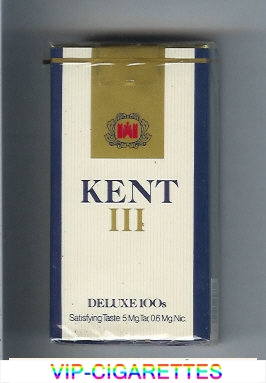 KENT
III
DELUXE 100s
Satisfying Taste 5 Mg.Tar, 0.6 Mg.Nic.
VIP-CIGARETTES